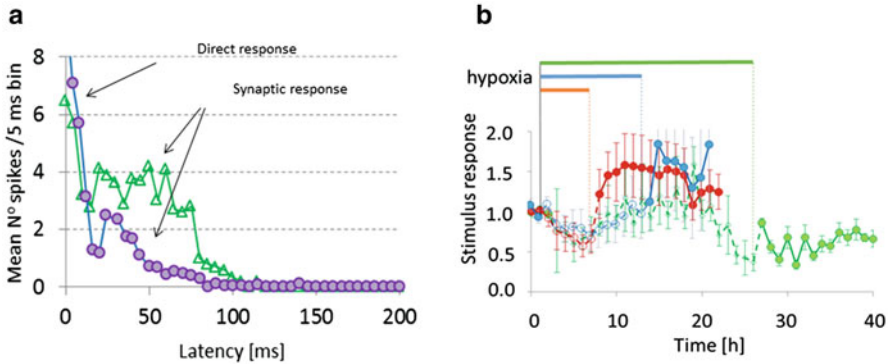 a
8
6
4
2
0
Mean Nº spikes /5 ms bin
Direct response
Synaptic response
0 50 100 150 200
Latency [ms]
b
hypoxia
2.0
1.5
1.0
0.5
0.0
Stimulus response
0 10 20 30 40
Time [h]